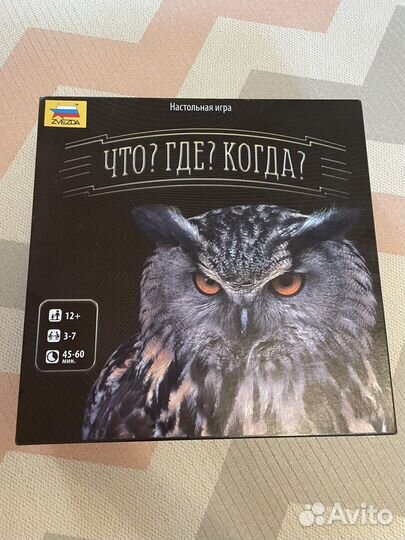 ZVEZDA
Настольная игра
ЧТО? ГДЕ? КОГДА?
12+
3-7
45-60
мин.
Avito